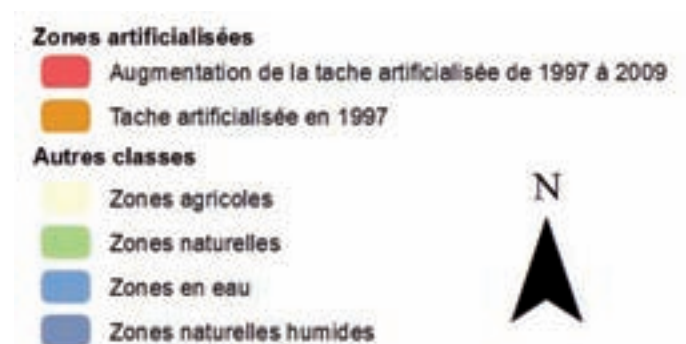 Zones artificialisées
Augmentation de la tache artificialisée de 1997 à 2009
Tache artificialisée en 1997
Autres classes
Zones agricoles
N
Zones naturelles
Zones en eau
Zones naturelles humides